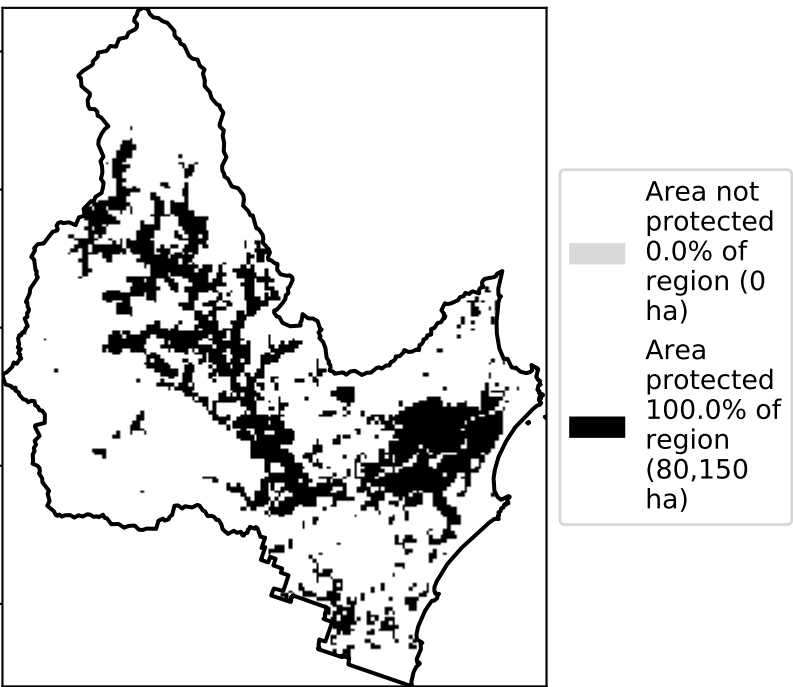 Area not
protected
0.0% of
region (0
ha)
Area
protected
100.0% of
region
(80,150
ha)